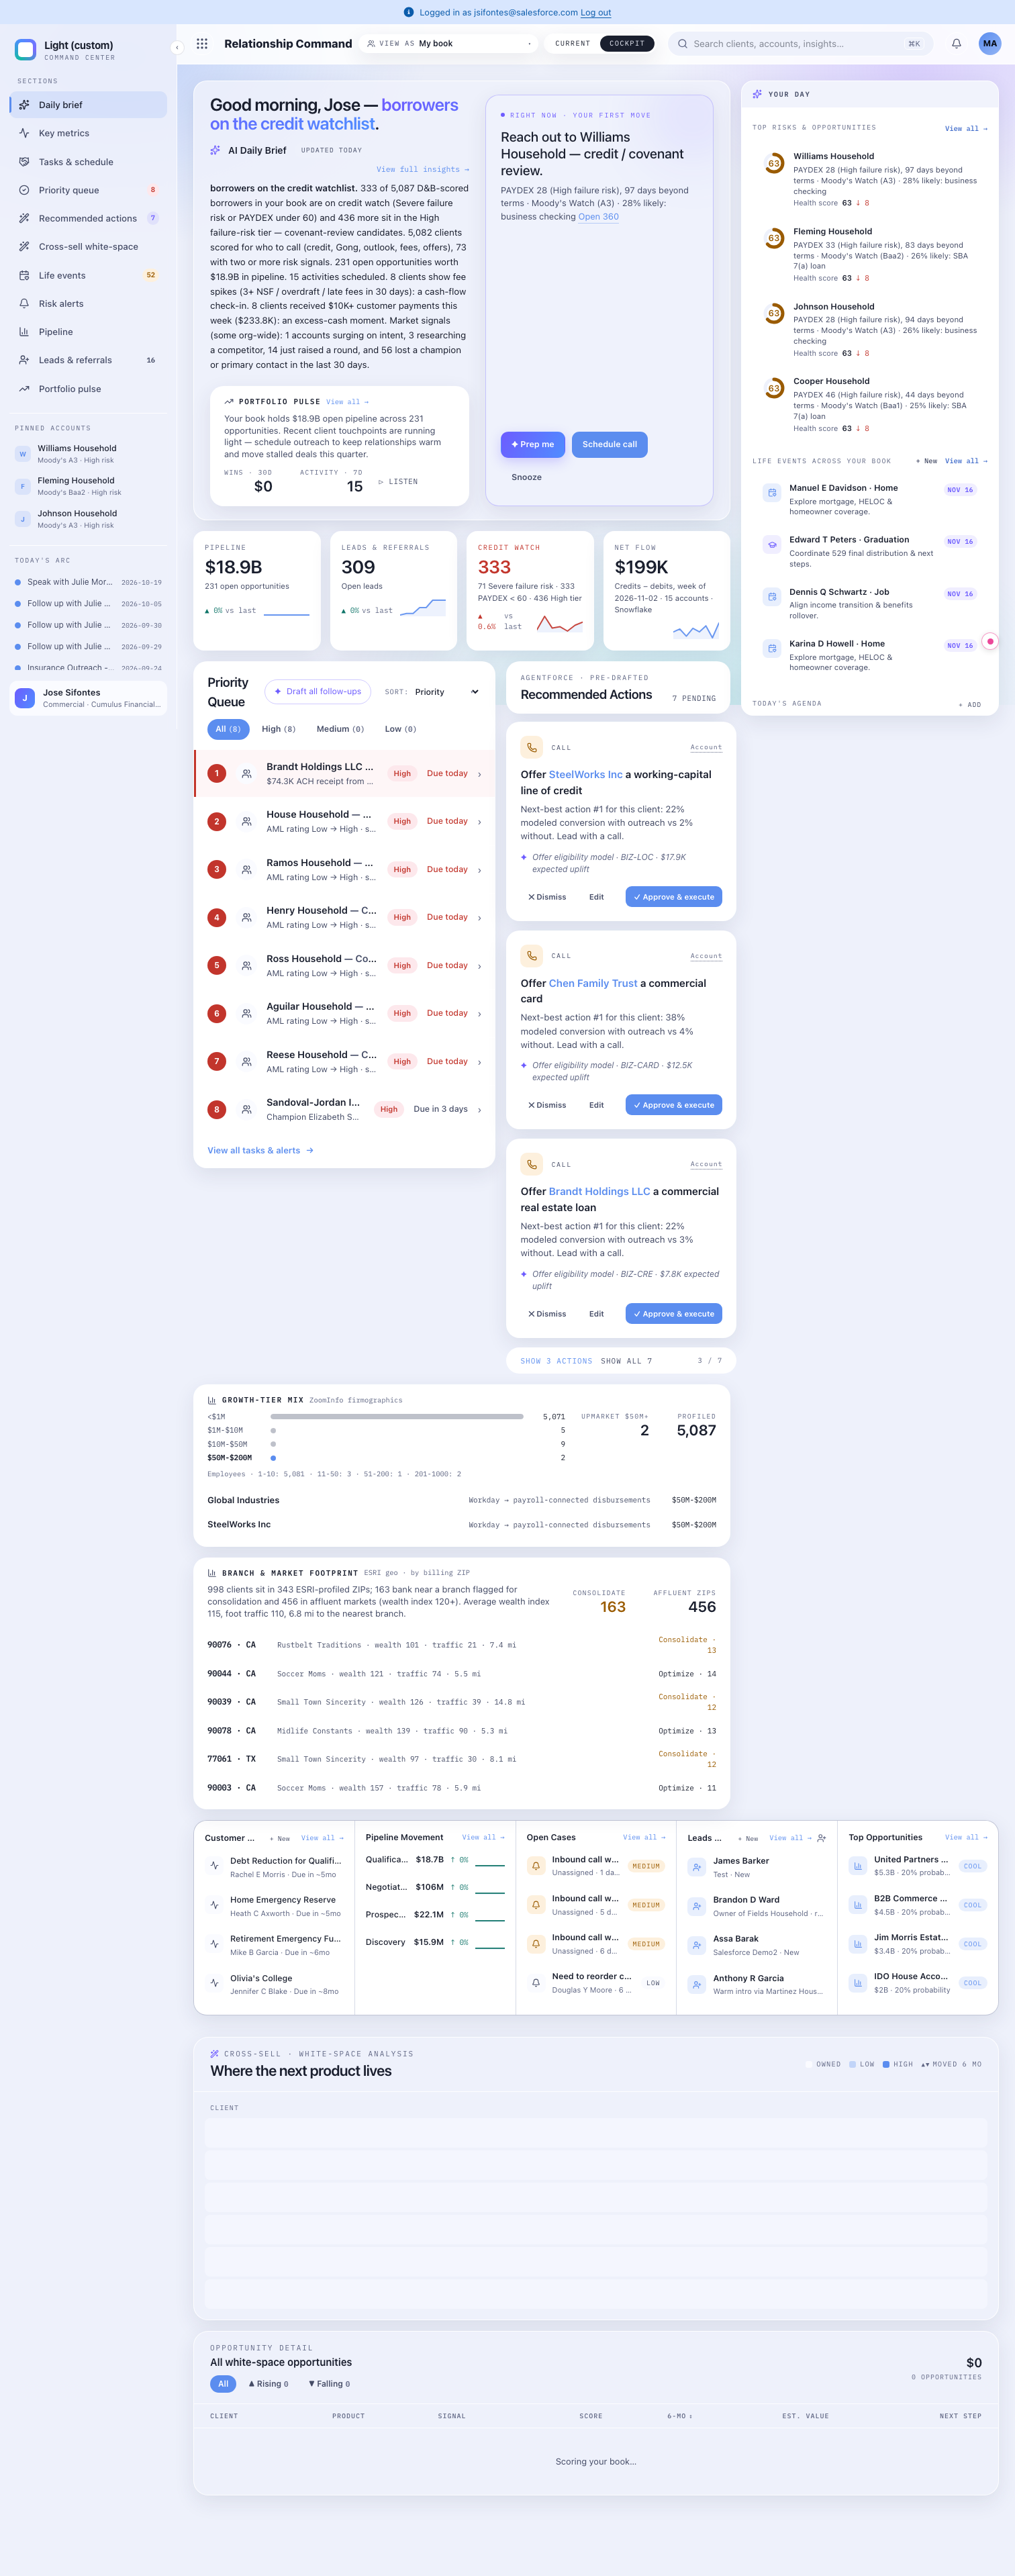 Logged in as jsifontes@salesforce.com Log out
Light (custom)
COMMAND CENTER
SECTIONS
Daily brief
Key metrics
Tasks & schedule
Priority queue 8
Recommended actions 7
Cross-sell white-space
Life events 52
Risk alerts
Pipeline
Leads & referrals 16
Portfolio pulse
PINNED ACCOUNTS
W Williams Household
Moody's A3 · High risk
F Fleming Household
Moody's Baa2 · High risk
J Johnson Household
Moody's A3 · High risk
TODAY'S ARC
Speak with Julie Mor... 2026-10-19
Follow up with Julie ... 2026-10-05
Follow up with Julie ... 2026-09-30
Follow up with Julie ... 2026-09-29
Insurance Outreach -... 2026-09-24
J Jose Sifontes
Commercial · Cumulus Financial...
Relationship Command
VIEW AS My book
CURRENT COCKPIT
Search clients, accounts, insights... ⌘K
MA
Good morning, Jose — borrowers
on the credit watchlist.
AI Daily Brief UPDATED TODAY
View full insights →
borrowers on the credit watchlist. 333 of 5,087 D&B-scored
borrowers in your book are on credit watch (Severe failure
risk or PAYDEX under 60) and 436 more sit in the High
failure-risk tier — covenant-review candidates. 5,082 clients
scored for who to call (credit, Gong, outlook, fees, offers), 73
with two or more risk signals. 231 open opportunities worth
$18.9B in pipeline. 15 activities scheduled. 8 clients show fee
spikes (3+ NSF / overdraft / late fees in 30 days): a cash-flow
check-in. 8 clients received $10K+ customer payments this
week ($233.8K): an excess-cash moment. Market signals
(some org-wide): 1 accounts surging on intent, 3 researching
a competitor, 14 just raised a round, and 56 lost a champion
or primary contact in the last 30 days.
PORTFOLIO PULSE View all →
Your book holds $18.9B open pipeline across 231
opportunities. Recent client touchpoints are running
light — schedule outreach to keep relationships warm
and move stalled deals this quarter.
WINS · 30D ACTIVITY · 7D
$0 15 ▷ LISTEN
RIGHT NOW · YOUR FIRST MOVE
Reach out to Williams
Household — credit / covenant
review.
PAYDEX 28 (High failure risk), 97 days beyond
terms · Moody's Watch (A3) · 28% likely:
business checking Open 360
✦ Prep me Schedule call
Snooze
YOUR DAY
TOP RISKS & OPPORTUNITIES View all →
63 Williams Household
PAYDEX 28 (High failure risk), 97 days beyond
terms · Moody's Watch (A3) · 28% likely: business
checking
Health score 63 ↓ 8
63 Fleming Household
PAYDEX 33 (High failure risk), 83 days beyond
terms · Moody's Watch (Baa2) · 26% likely: SBA
7(a) loan
Health score 63 ↓ 8
63 Johnson Household
PAYDEX 28 (High failure risk), 94 days beyond
terms · Moody's Watch (A3) · 26% likely: business
checking
Health score 63 ↓ 8
63 Cooper Household
PAYDEX 46 (High failure risk), 44 days beyond
terms · Moody's Watch (Baa1) · 25% likely: SBA
7(a) loan
Health score 63 ↓ 8
LIFE EVENTS ACROSS YOUR BOOK + New View all →
Manuel E Davidson · Home NOV 16
Explore mortgage, HELOC &
homeowner coverage.
Edward T Peters · Graduation NOV 16
Coordinate 529 final distribution & next
steps.
Dennis Q Schwartz · Job NOV 16
Align income transition & benefits
rollover.
Karina D Howell · Home NOV 16
Explore mortgage, HELOC &
homeowner coverage.
TODAY'S AGENDA + ADD
PIPELINE
$18.9B
231 open opportunities
▲ 0% vs last
LEADS & REFERRALS
309
Open leads
▲ 0% vs last
CREDIT WATCH
333
71 Severe failure risk · 333
PAYDEX < 60 · 436 High tier
▲ 0.6% vs last
NET FLOW
$199K
Credits – debits, week of
2026-11-02 · 15 accounts ·
Snowflake
Priority
Queue
✦ Draft all follow-ups
SORT: Priority
All (8) High (8) Medium (0) Low (0)
1 Brandt Holdings LLC ... High Due today ›
$74.3K ACH receipt from ...
2 House Household — ... High Due today ›
AML rating Low → High · s...
3 Ramos Household — ... High Due today ›
AML rating Low → High · s...
4 Henry Household — C... High Due today ›
AML rating Low → High · s...
5 Ross Household — Co... High Due today ›
AML rating Low → High · s...
6 Aguilar Household — ... High Due today ›
AML rating Low → High · s...
7 Reese Household — C... High Due today ›
AML rating Low → High · s...
8 Sandoval-Jordan I... High Due in 3 days ›
Champion Elizabeth S...
View all tasks & alerts →
AGENTFORCE · PRE-DRAFTED
Recommended Actions 7 PENDING
CALL Account
Offer SteelWorks Inc a working-capital
line of credit
Next-best action #1 for this client: 22%
modeled conversion with outreach vs 2%
without. Lead with a call.
✦ Offer eligibility model · BIZ-LOC · $17.9K
expected uplift
✕ Dismiss Edit ✓ Approve & execute
CALL Account
Offer Chen Family Trust a commercial
card
Next-best action #1 for this client: 38%
modeled conversion with outreach vs 4%
without. Lead with a call.
✦ Offer eligibility model · BIZ-CARD · $12.5K
expected uplift
✕ Dismiss Edit ✓ Approve & execute
CALL Account
Offer Brandt Holdings LLC a commercial
real estate loan
Next-best action #1 for this client: 22%
modeled conversion with outreach vs 3%
without. Lead with a call.
✦ Offer eligibility model · BIZ-CRE · $7.8K expected
uplift
✕ Dismiss Edit ✓ Approve & execute
SHOW 3 ACTIONS SHOW ALL 7 3 / 7
GROWTH-TIER MIX ZoomInfo firmographics
<$1M 5,071
$1M-$10M 5
$10M-$50M 9
$50M-$200M 2
UPMARKET $50M+ PROFILED
2 5,087
Employees · 1-10: 5,081 · 11-50: 3 · 51-200: 1 · 201-1000: 2
Global Industries Workday → payroll-connected disbursements $50M-$200M
SteelWorks Inc Workday → payroll-connected disbursements $50M-$200M
BRANCH & MARKET FOOTPRINT ESRI geo · by billing ZIP
998 clients sit in 343 ESRI-profiled ZIPs; 163 bank near a branch flagged for
consolidation and 456 in affluent markets (wealth index 120+). Average wealth index
115, foot traffic 110, 6.8 mi to the nearest branch.
CONSOLIDATE AFFLUENT ZIPS
163 456
90076 · CA Rustbelt Traditions · wealth 101 · traffic 21 · 7.4 mi Consolidate · 13
90044 · CA Soccer Moms · wealth 121 · traffic 74 · 5.5 mi Optimize · 14
90039 · CA Small Town Sincerity · wealth 126 · traffic 39 · 14.8 mi Consolidate · 12
90078 · CA Midlife Constants · wealth 139 · traffic 90 · 5.3 mi Optimize · 13
77061 · TX Small Town Sincerity · wealth 97 · traffic 30 · 8.1 mi Consolidate · 12
90003 · CA Soccer Moms · wealth 157 · traffic 78 · 5.9 mi Optimize · 11
Customer ... + New View all →
Debt Reduction for Qualifi...
Rachel E Morris · Due in ~5mo
Home Emergency Reserve
Heath C Axworth · Due in ~5mo
Retirement Emergency Fu...
Mike B Garcia · Due in ~6mo
Olivia's College
Jennifer C Blake · Due in ~8mo
Pipeline Movement View all →
Qualifica... $18.7B ↑ 0%
Negotiat... $106M ↑ 0%
Prospec... $22.1M ↑ 0%
Discovery $15.9M ↑ 0%
Open Cases View all →
Inbound call w... MEDIUM
Unassigned · 1 da...
Inbound call w... MEDIUM
Unassigned · 5 d...
Inbound call w... MEDIUM
Unassigned · 6 d...
Need to reorder c... LOW
Douglas Y Moore · 6 ...
Leads ... + New View all →
James Barker
Test · New
Brandon D Ward
Owner of Fields Household · r...
Assa Barak
Salesforce Demo2 · New
Anthony R Garcia
Warm intro via Martinez Hous...
Top Opportunities View all →
United Partners ... COOL
$5.3B · 20% probab...
B2B Commerce ... COOL
$4.5B · 20% probab...
Jim Morris Estat... COOL
$3.4B · 20% probab...
IDO House Acco... COOL
$2B · 20% probability
CROSS-SELL · WHITE-SPACE ANALYSIS
Where the next product lives
OWNED LOW HIGH ▲▼ MOVED 6 MO
CLIENT
OPPORTUNITY DETAIL
All white-space opportunities
$0
0 OPPORTUNITIES
All ▲ Rising 0 ▼ Falling 0
CLIENT PRODUCT SIGNAL SCORE 6-MO ↕ EST. VALUE NEXT STEP
Scoring your book...